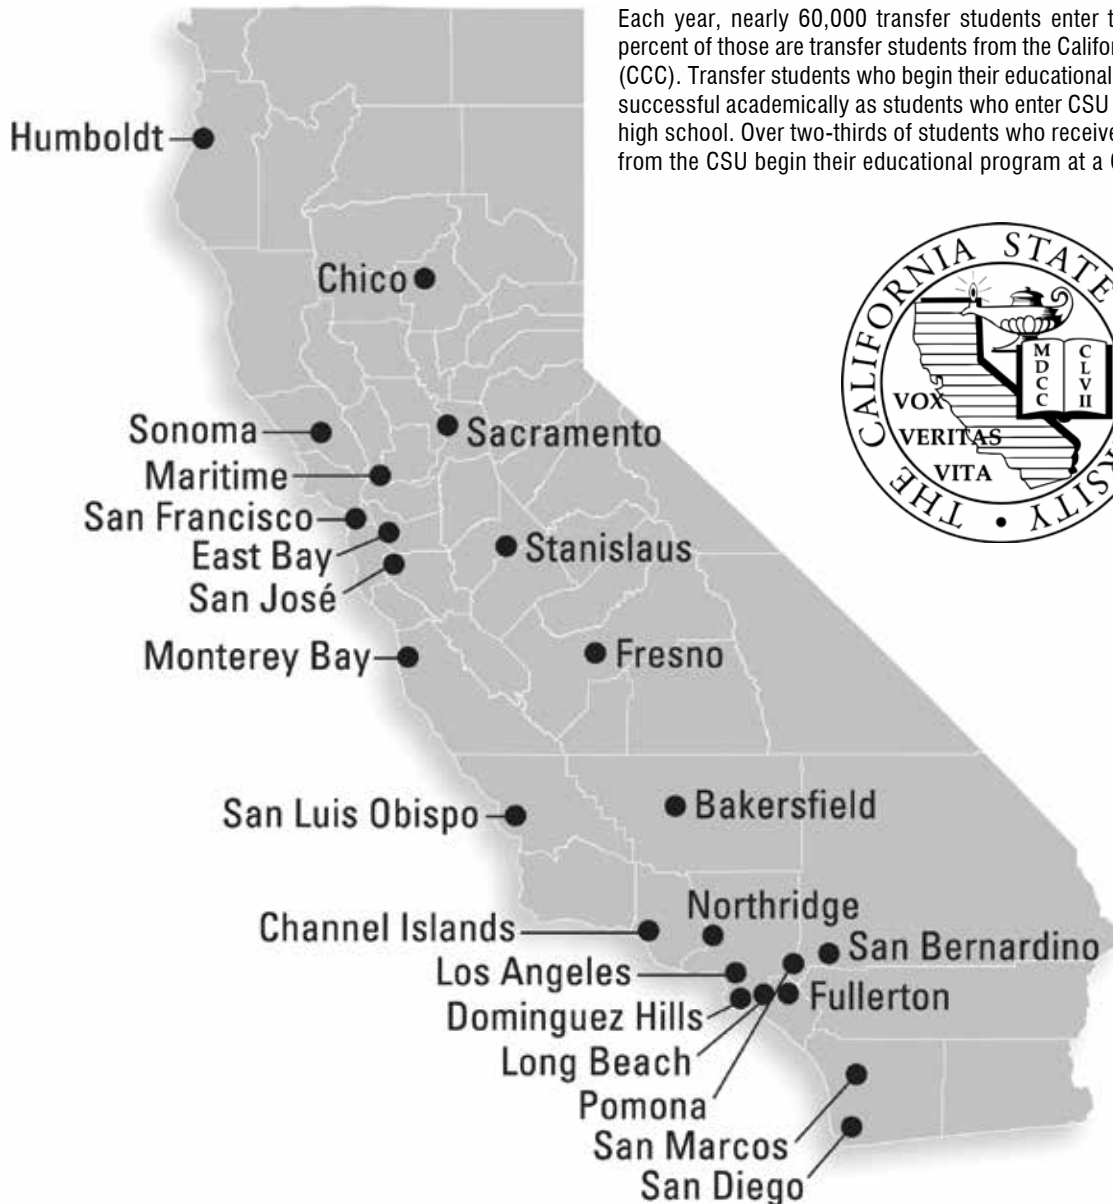 Each year, nearly 60,000 transfer students enter t
percent of those are transfer students from the Califor
(CCC). Transfer students who begin their educational
successful academically as students who enter CSU
high school. Over two-thirds of students who receive
from the CSU begin their educational program at a C
Humboldt
Chico
Sonoma
Sacramento
Maritime
San Francisco
East Bay
Stanislaus
San José
Monterey Bay
Fresno
San Luis Obispo
Bakersfield
Northridge
Channel Islands
San Bernardino
Los Angeles
Fullerton
Dominguez Hills
Long Beach
Pomona
San Marcos
San Diego
THE CALIFORNIA STATE
RSITY
MDCC
CLVII
VOX
VERITAS
VITA